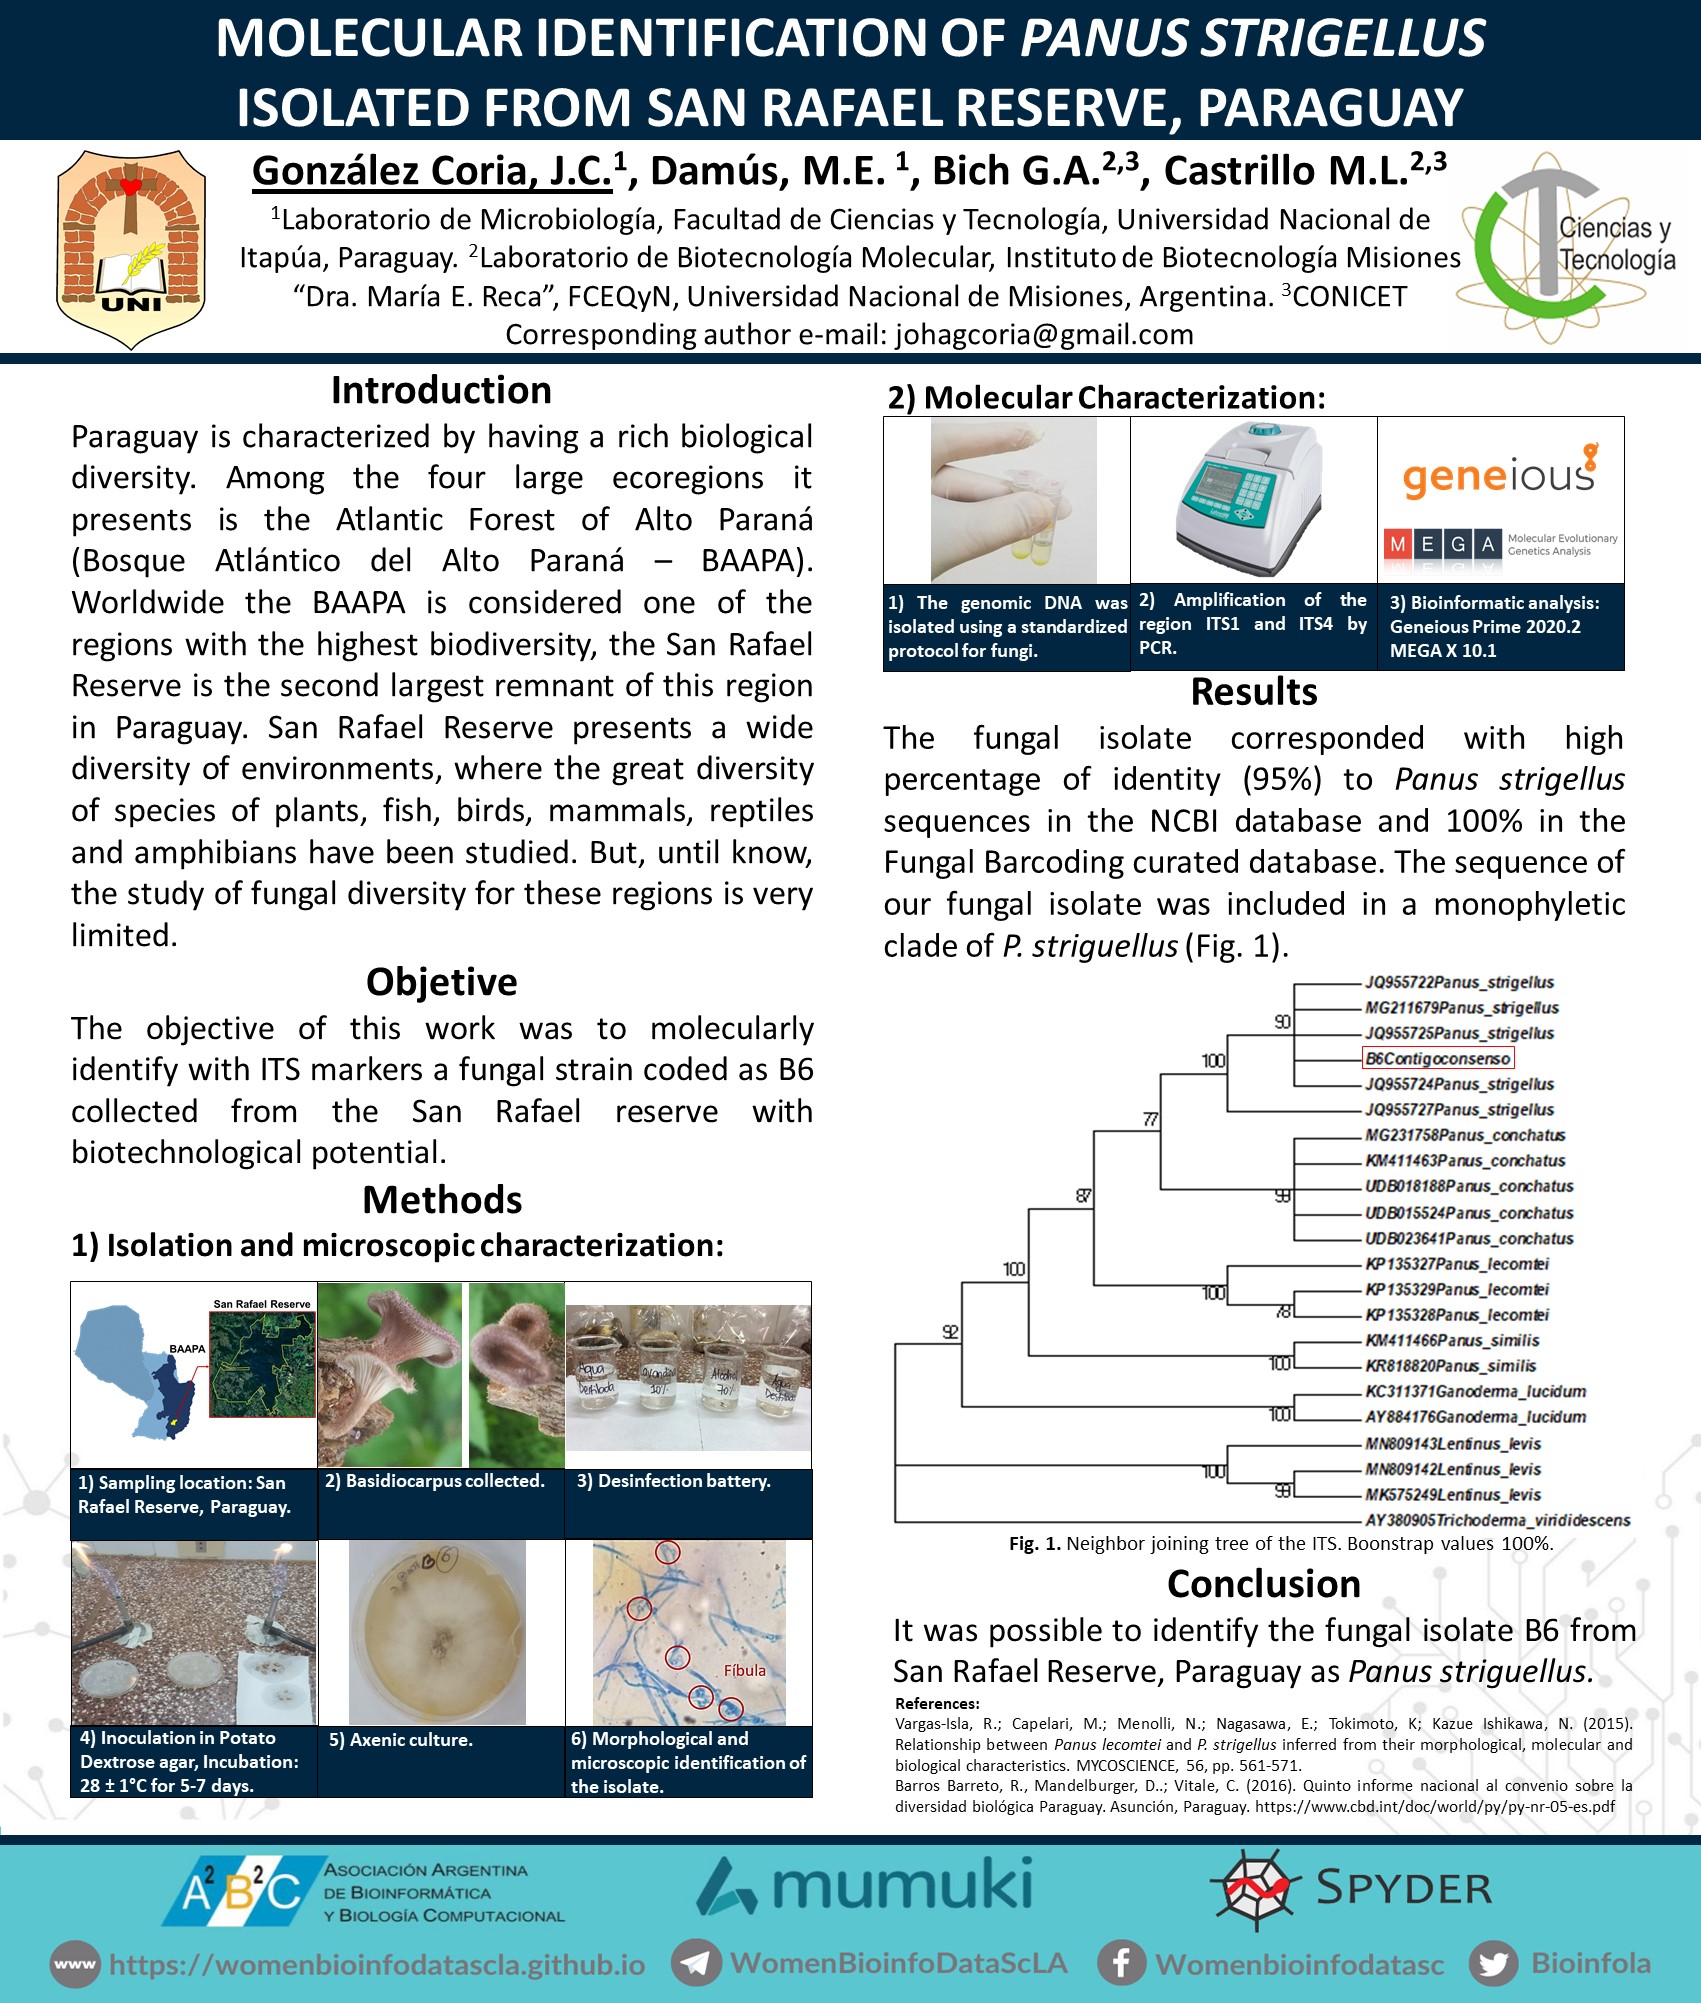 MOLECULAR IDENTIFICATION OF PANUS STRIGELLUS
ISOLATED FROM SAN RAFAEL RESERVE, PARAGUAY
UNI
González Coria, J.C.1, Damús, M.E. 1, Bich G.A.2,3, Castrillo M.L.2,3
1Laboratorio de Microbiología, Facultad de Ciencias y Tecnología, Universidad Nacional de
Itapúa, Paraguay. 2Laboratorio de Biotecnología Molecular, Instituto de Biotecnología Misiones
“Dra. María E. Reca”, FCEQyN, Universidad Nacional de Misiones, Argentina. 3CONICET
Corresponding author e-mail: johagcoria@gmail.com
Ciencias y
Tecnología
Introduction
Paraguay is characterized by having a rich biological
diversity. Among the four large ecoregions it
presents is the Atlantic Forest of Alto Paraná
(Bosque Atlántico del Alto Paraná – BAAPA).
Worldwide the BAAPA is considered one of the
regions with the highest biodiversity, the San Rafael
Reserve is the second largest remnant of this region
in Paraguay. San Rafael Reserve presents a wide
diversity of environments, where the great diversity
of species of plants, fish, birds, mammals, reptiles
and amphibians have been studied. But, until know,
the study of fungal diversity for these regions is very
limited.
Objetive
The objective of this work was to molecularly
identify with ITS markers a fungal strain coded as B6
collected from the San Rafael reserve with
biotechnological potential.
Methods
1) Isolation and microscopic characterization:
San Rafael Reserve
BAAPA
Agua
Destilada
Lavandina
10%
Alcohol
70%
Agua
Destilada
1) Sampling location: San
Rafael Reserve, Paraguay.
2) Basidiocarpus collected.
3) Desinfection battery.
B 6
Fíbula
4) Inoculation in Potato
Dextrose agar, Incubation:
28 ± 1°C for 5-7 days.
5) Axenic culture.
6) Morphological and
microscopic identification of
the isolate.
2) Molecular Characterization:
geneious
MEGA Molecular Evolutionary
Genetics Analysis
1) The genomic DNA was
isolated using a standardized
protocol for fungi.
2) Amplification of the
region ITS1 and ITS4 by
PCR.
3) Bioinformatic analysis:
Geneious Prime 2020.2
MEGA X 10.1
Results
The fungal isolate corresponded with high
percentage of identity (95%) to Panus strigellus
sequences in the NCBI database and 100% in the
Fungal Barcoding curated database. The sequence of
our fungal isolate was included in a monophyletic
clade of P. striguellus (Fig. 1).
JQ955722Panus_strigellus
MG211679Panus_strigellus
90
JQ955725Panus_strigellus
100
B6Contigoconsenso
JQ955724Panus_strigellus
JQ955727Panus_strigellus
77
MG231758Panus_conchatus
KM411463Panus_conchatus
UDB018188Panus_conchatus
87
98
UDB015524Panus_conchatus
UDB023641Panus_conchatus
KP135327Panus_lecomtei
100
KP135329Panus_lecomtei
100
78
KP135328Panus_lecomtei
92
KM411466Panus_similis
100
KR818820Panus_similis
KC311371Ganoderma_lucidum
100
AY884176Ganoderma_lucidum
MN809143Lentinus_levis
100
MN809142Lentinus_levis
98
MK575249Lentinus_levis
AY380905Trichoderma_virididescens
Fig. 1. Neighbor joining tree of the ITS. Boonstrap values 100%.
Conclusion
It was possible to identify the fungal isolate B6 from
San Rafael Reserve, Paraguay as Panus striguellus.
References:
Vargas-Isla, R.; Capelari, M.; Menolli, N.; Nagasawa, E.; Tokimoto, K; Kazue Ishikawa, N. (2015).
Relationship between Panus lecomtei and P. strigellus inferred from their morphological, molecular and
biological characteristics. MYCOSCIENCE, 56, pp. 561-571.
Barros Barreto, R., Mandelburger, D..; Vitale, C. (2016). Quinto informe nacional al convenio sobre la
diversidad biológica Paraguay. Asunción, Paraguay. https://www.cbd.int/doc/world/py/py-nr-05-es.pdf
A2B2C
ASOCIACIÓN ARGENTINA
DE BIOINFORMÁTICA
Y BIOLOGÍA COMPUTACIONAL
mumuki
SPYDER
www https://womenbioinfodatascla.github.io
WomenBioinfoDataScLA
Womenbioinfodatasc
Bioinfola